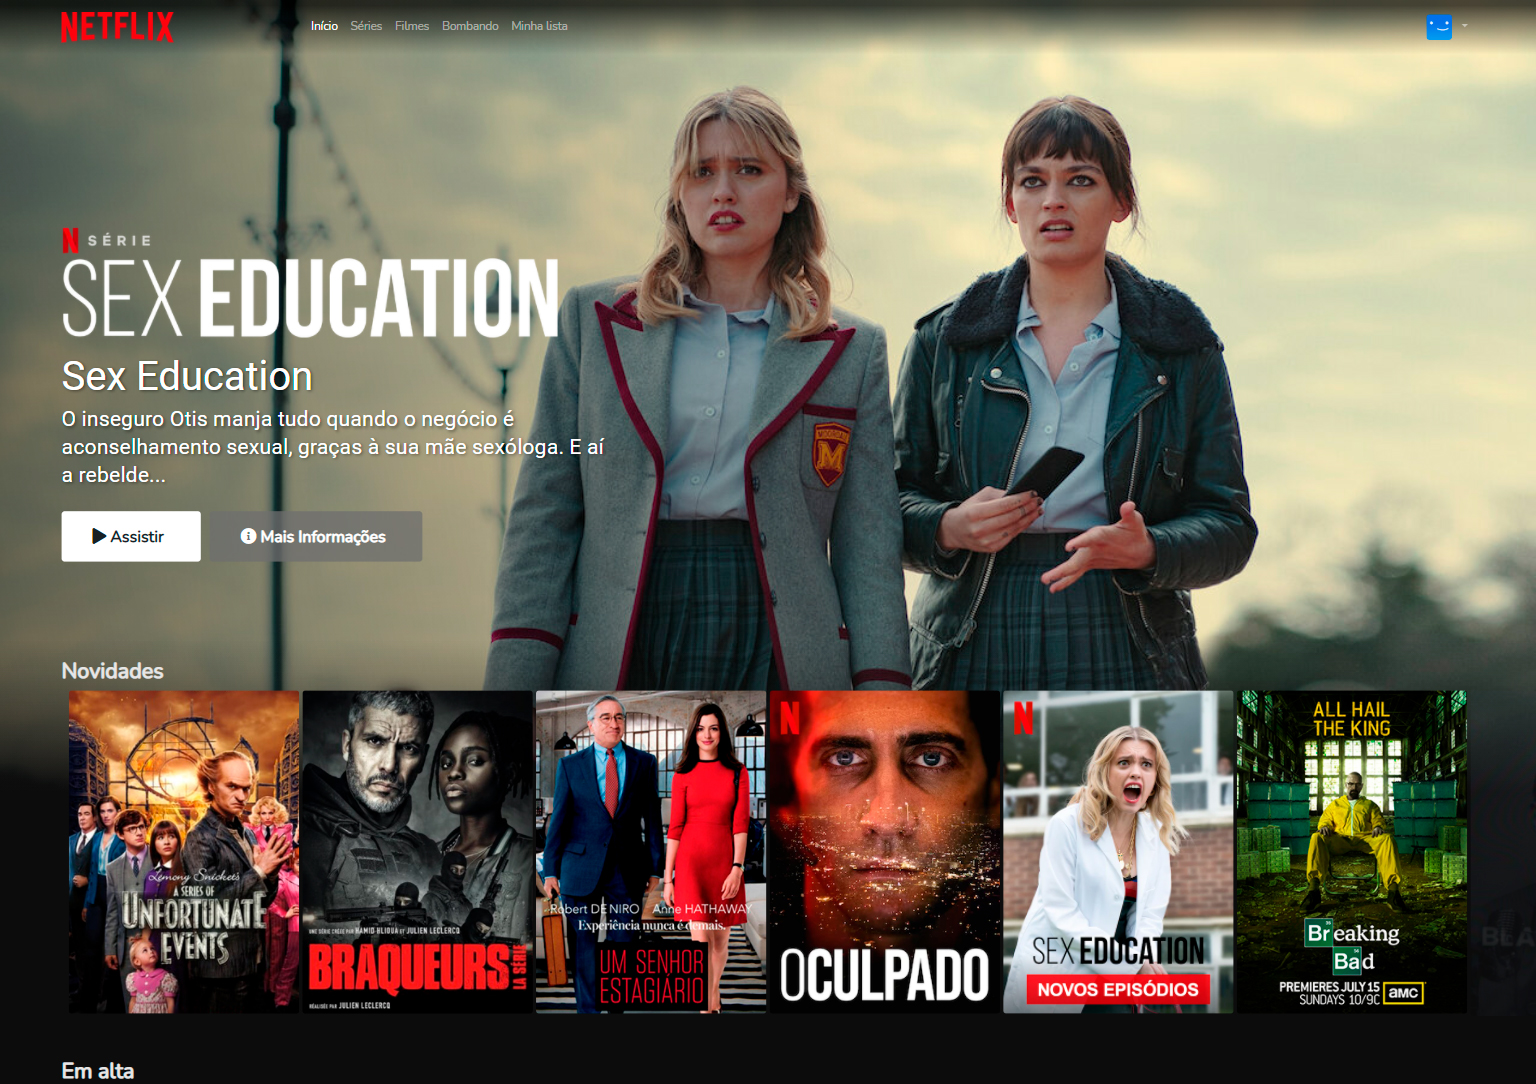 NETFLIX
Início Séries Filmes Bombando Minha lista
N SÉRIE
SEX EDUCATION
Sex Education
O inseguro Otis manja tudo quando o negócio é
aconselhamento sexual, graças à sua mãe sexóloga. E aí
a rebelde...
Assistir
Mais Informações
MOORDALE
M
Novidades
Lemony Snicket's
A SERIES OF
UNFORTUNATE
EVENTS
UNE SÉRIE CRÉÉE PAR HAMID HLIOUA ET JULIEN LECLERCQ
BRAQUEURS
LA SÉRIE
RÉALISÉE PAR JULIEN LECLERCQ
Robert DE NIRO Anne HATHAWAY
Experiência nunca é demais.
UM SENHOR
ESTAGIÁRIO
N
OCULPADO
N
SEX EDUCATION
NOVOS EPISÓDIOS
ALL HAIL
THE KING
Breaking
Bad
PREMIERES JULY 15
SUNDAYS 10/9C
amc
Em alta